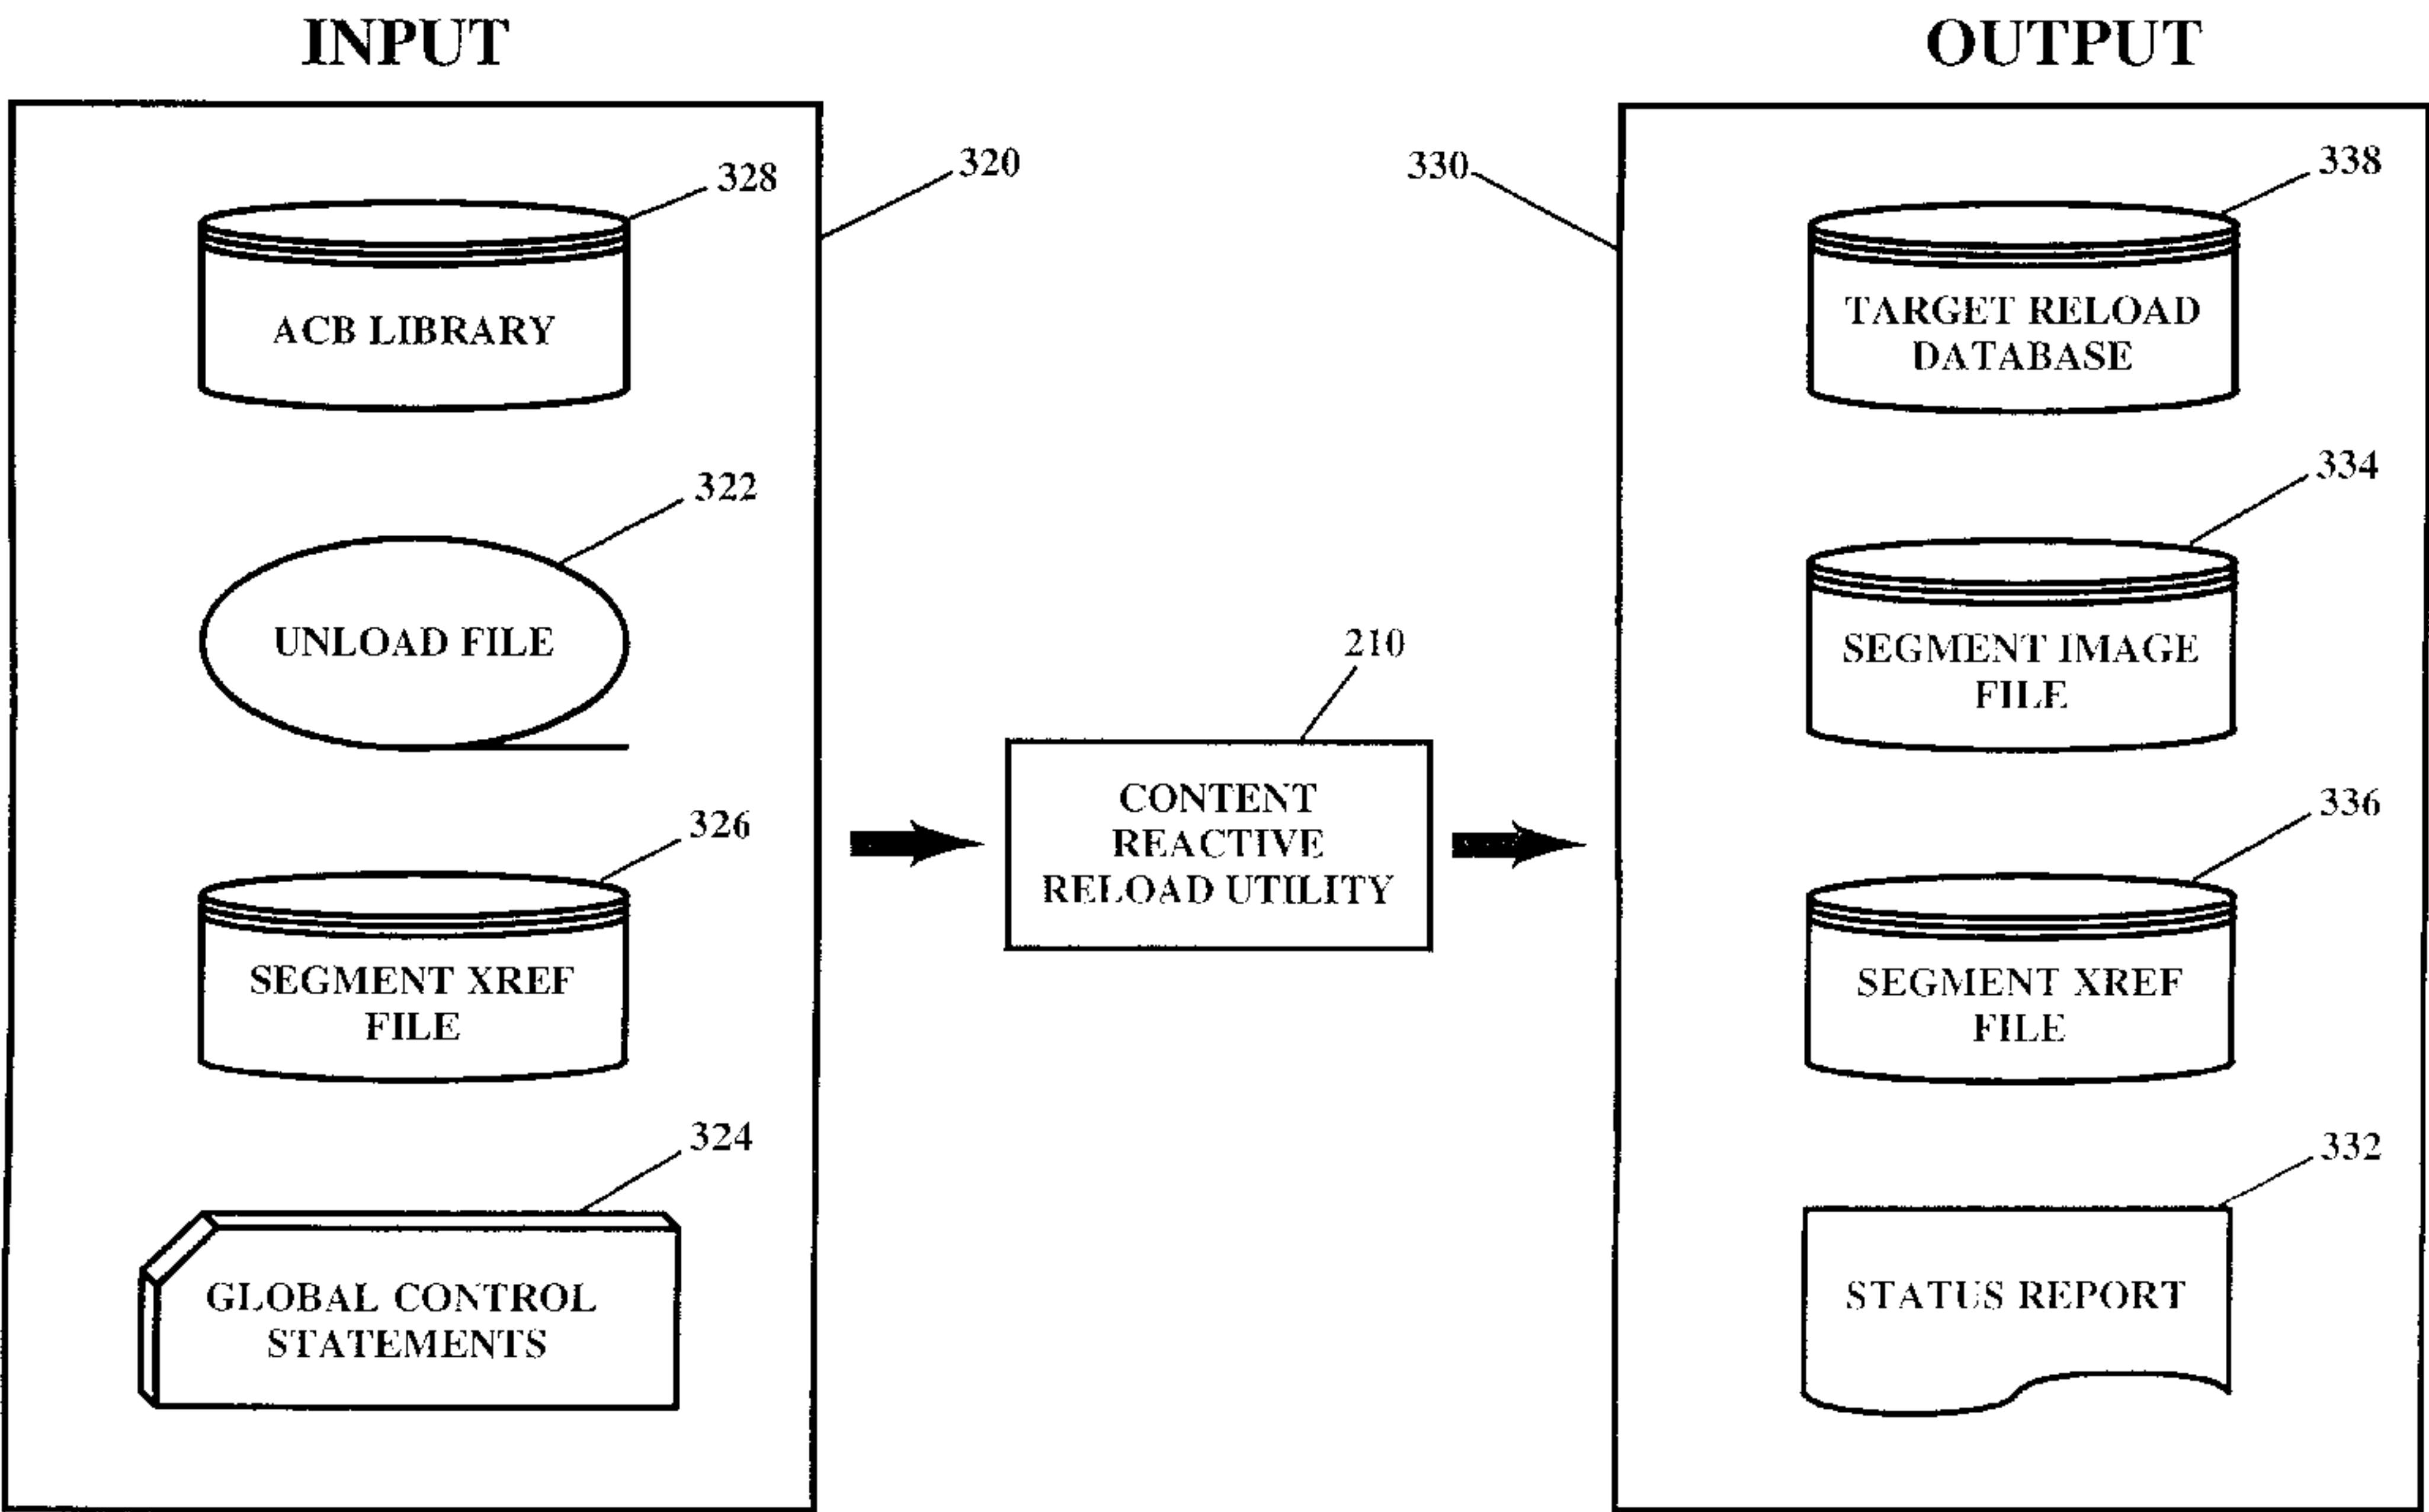 INPUT
OUTPUT
328
ACB LIBRARY
320
322
UNLOAD FILE
326
SEGMENT XREF
FILE
324
GLOBAL CONTROL
STATEMENTS
210
CONTENT
REACTIVE
RELOAD UTILITY
330
338
TARGET RELOAD
DATABASE
334
SEGMENT IMAGE
FILE
336
SEGMENT XREF
FILE
332
STATUS REPORT